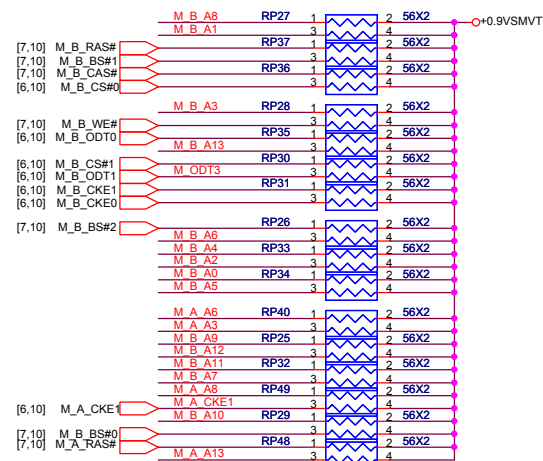 M_B_A8 RP27 1 2 56X2 +0.9VSMVT
M_B_A1 3 4
[7,10] M_B_RAS# RP37 1 2 56X2
[7,10] M_B_BS#1 3 4
[7,10] M_B_CAS# RP36 1 2 56X2
[6,10] M_B_CS#0 3 4
M_B_A3 RP28 1 2 56X2
[7,10] M_B_WE# 3 4
[6,10] M_B_ODT0 RP35 1 2 56X2
M_B_A13 3 4
[6,10] M_B_CS#1 RP30 1 2 56X2
[6,10] M_B_ODT1 M_ODT3 3 4
[6,10] M_B_CKE1 RP31 1 2 56X2
[6,10] M_B_CKE0 3 4
[7,10] M_B_BS#2 RP26 1 2 56X2
M_B_A6 3 4
M_B_A4 RP33 1 2 56X2
M_B_A2 3 4
M_B_A0 RP34 1 2 56X2
M_B_A5 3 4
M_A_A6 RP40 1 2 56X2
M_A_A3 3 4
M_B_A9 RP25 1 2 56X2
M_B_A12 3 4
M_B_A11 RP32 1 2 56X2
M_B_A7 3 4
M_A_A8 RP49 1 2 56X2
[6,10] M_A_CKE1 M_A_CKE1 3 4
M_B_A10 RP29 1 2 56X2
[7,10] M_B_BS#0 3 4
[7,10] M_A_RAS# RP48 1 2 56X2
M_A_A13 3 4